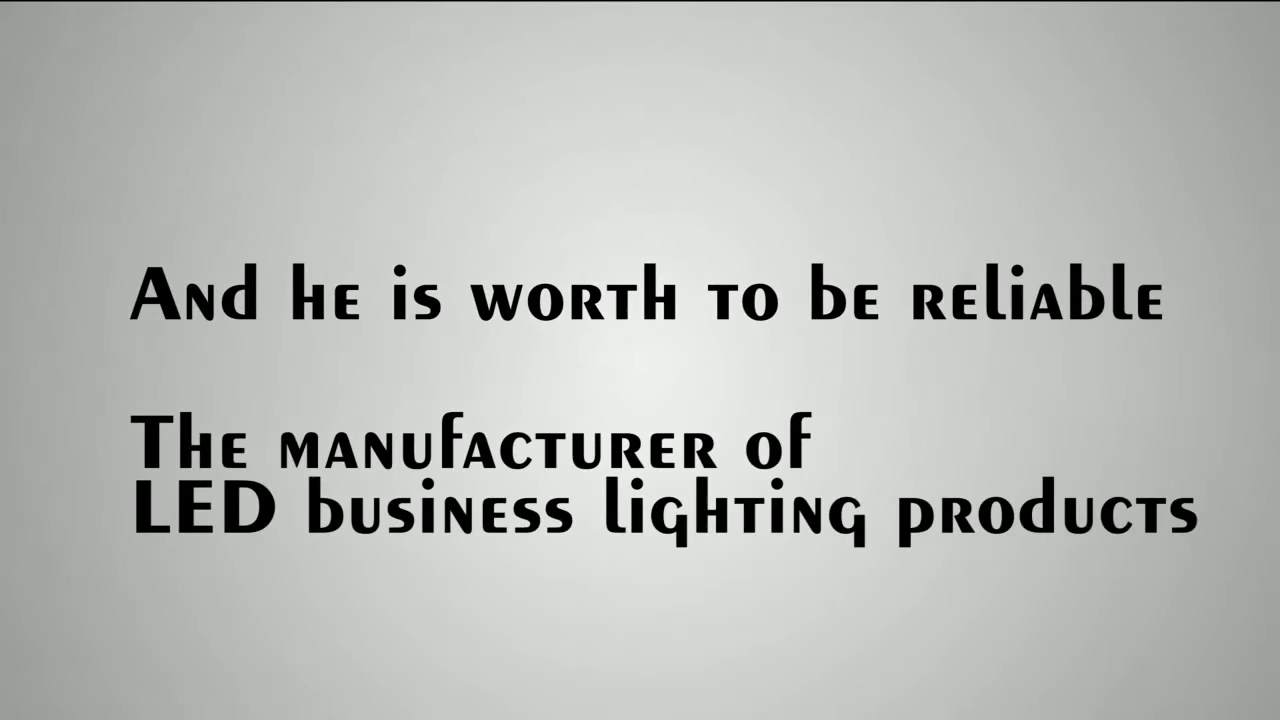 And he is worth to be reliable
The manufacturer of
LED business lighting products